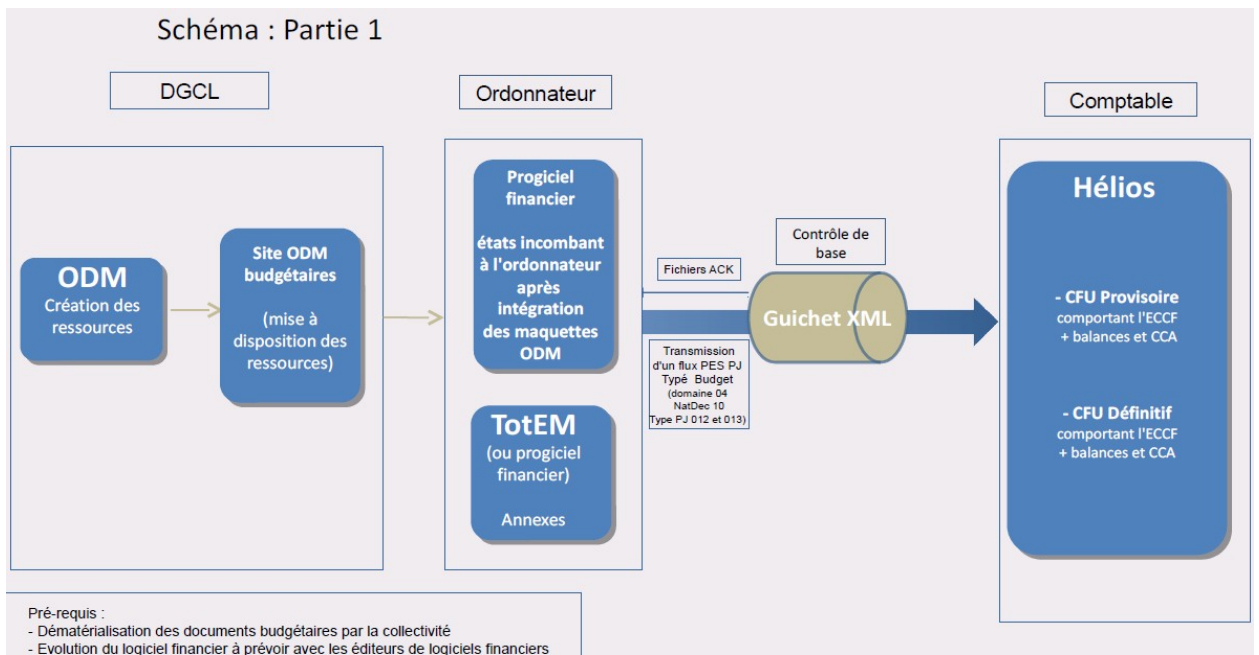 Schéma : Partie 1
DGCL
Ordonnateur
Comptable
ODM
Création des
ressources
Site ODM
budgétaires
(mise à
disposition des
ressources)
Progiciel
financier
états incombant
à l'ordonnateur
après
intégration
des maquettes
ODM
TotEM
(ou progiciel
financier)
Annexes
Fichiers ACK
Transmission
d'un flux PES PJ
Typé Budget
(domaine 04
NatDec 10
Type PJ 012 et 013)
Contrôle de
base
Guichet XML
Hélios
- CFU Provisoire
comportant l'ECCF
+ balances et CCA
- CFU Définitif
comportant l'ECCF
+ balances et CCA
Pré-requis :
- Dématérialisation des documents budgétaires par la collectivité
- Evolution du logiciel financier à prévoir avec les éditeurs de logiciels financiers